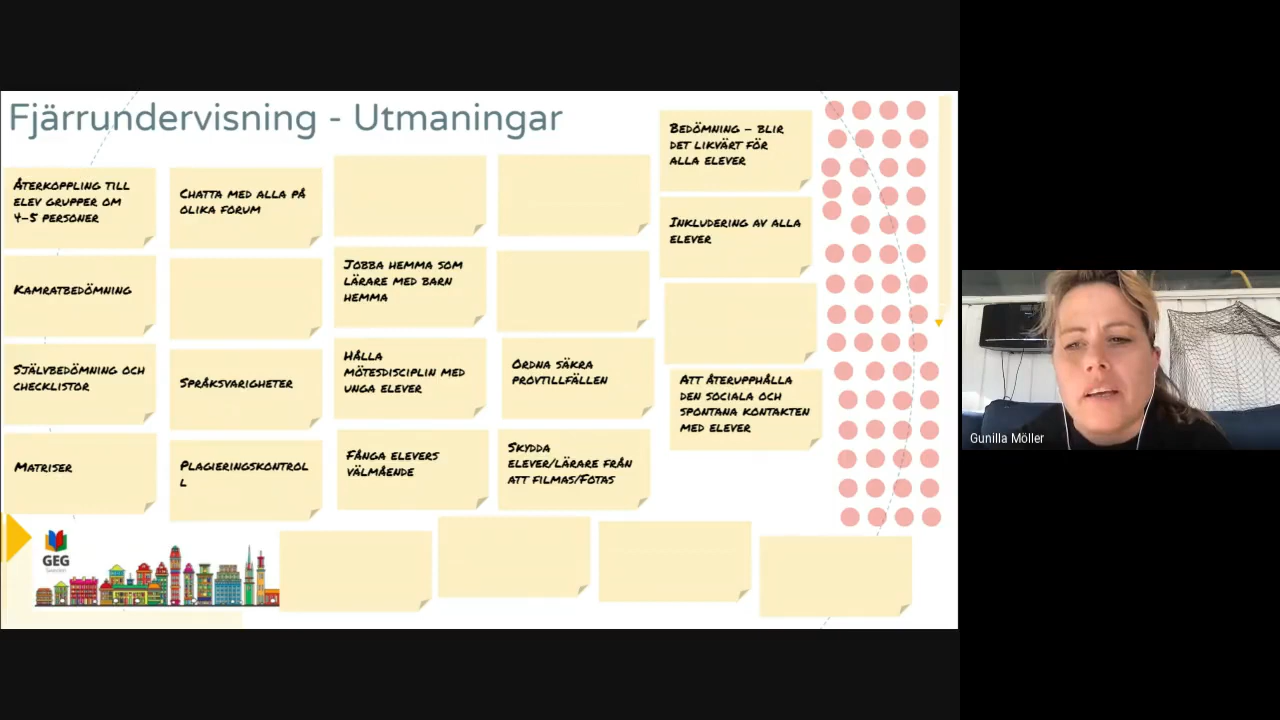 Fjärrundervisning - Utmaningar
ÅTERKOPPLING TILL
ELEV GRUPPER OM
4-5 PERSONER
KAMRATBEDÖMNING
SJÄLVBEDÖMNING OCH
CHECKLISTOR
MATRISER
CHATTA MED ALLA PÅ
OLIKA FORUM
SPRÅKSVARIGHETER
PLAGIERINGSKONTROL
L
JOBBA HEMMA SOM
LÄRARE MED BARN
HEMMA
HÅLLA
MÖTESDISCIPLIN MED
UNGA ELEVER
FÅNGA ELEVERS
VÄLMÅENDE
ORDNA SÄKRA
PROVTILLFÄLLEN
SKYDDA
ELEVER/LÄRARE FRÅN
ATT FILMAS/FOTAS
BEDÖMNING - BLIR
DET LIKVÄRT FÖR
ALLA ELEVER
INKLUDERING AV ALLA
ELEVER
ATT ÅTERUPPHÅLLA
DEN SOCIALA OCH
SPONTANA KONTAKTEN
MED ELEVER
GEG
Sweden
Gunilla Möller